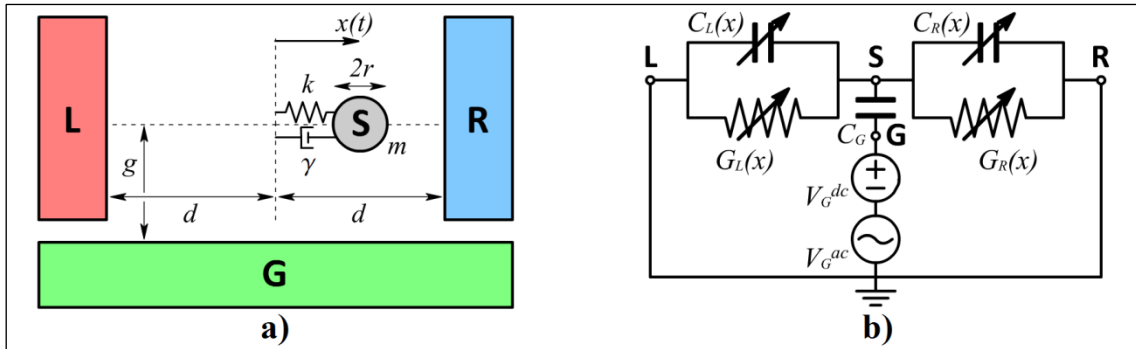 x(t)
2r
k
L
S
R
m
γ
g
d
d
G
a)
C_L(x)
C_R(x)
L
S
R
C_G
G
G_L(x)
G_R(x)
V_G^dc
V_G^ac
b)